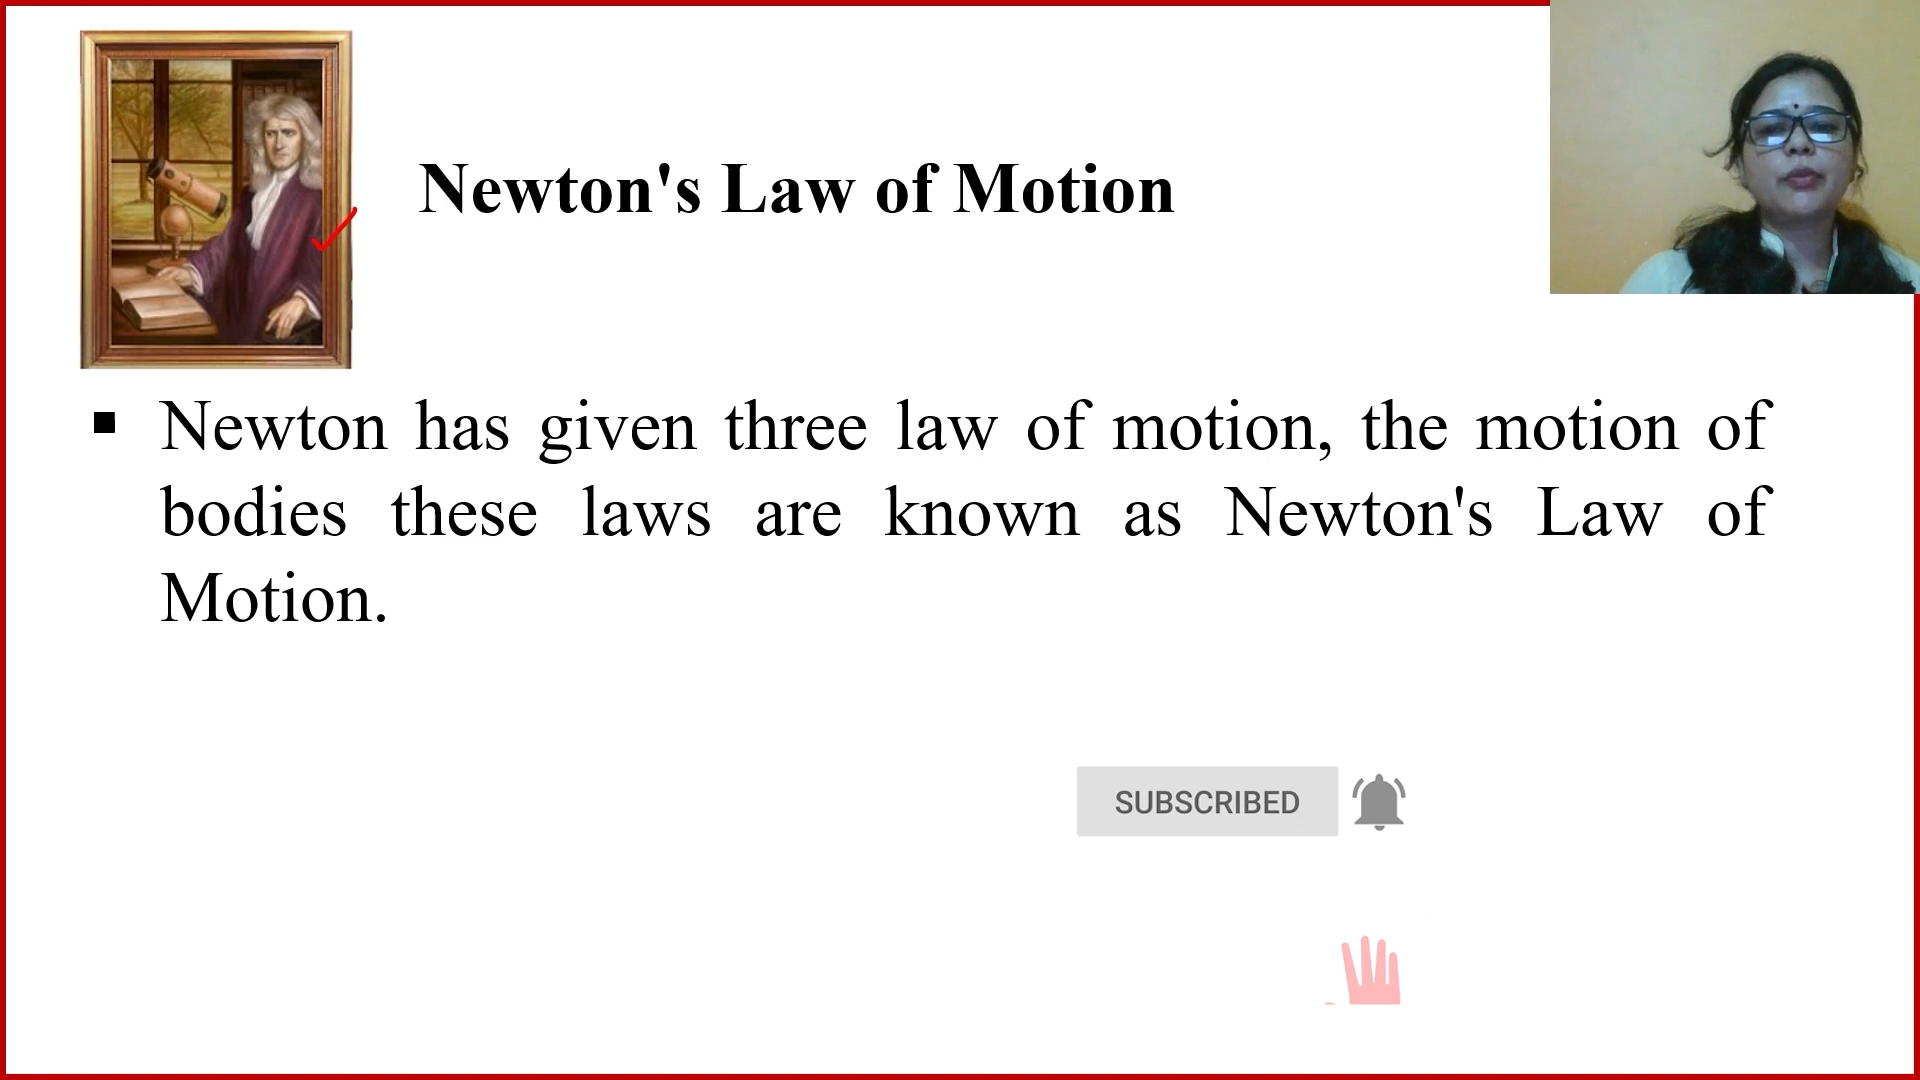 Newton's Law of Motion
▪ Newton has given three law of motion, the motion of
bodies these laws are known as Newton's Law of
Motion.
SUBSCRIBED